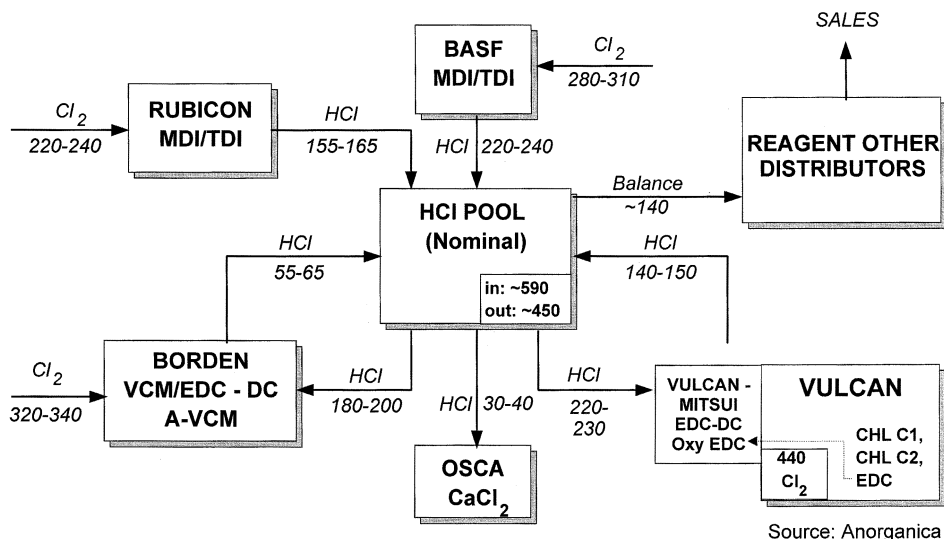 SALES
BASF
MDI/TDI
Cl2
280-310
Cl2
220-240
RUBICON
MDI/TDI
HCl
155-165
HCl 220-240
REAGENT OTHER
DISTRIBUTORS
Balance
~140
HCl POOL
(Nominal)
in: ~590
out: ~450
HCl
55-65
HCl
140-150
Cl2
320-340
BORDEN
VCM/EDC - DC
A-VCM
HCl
180-200
HCl 30-40
HCl
220-
230
OSCA
CaCl2
VULCAN -
MITSUI
EDC-DC
Oxy EDC
440
Cl2
VULCAN
CHL C1,
CHL C2,
EDC
Source: Anorganica